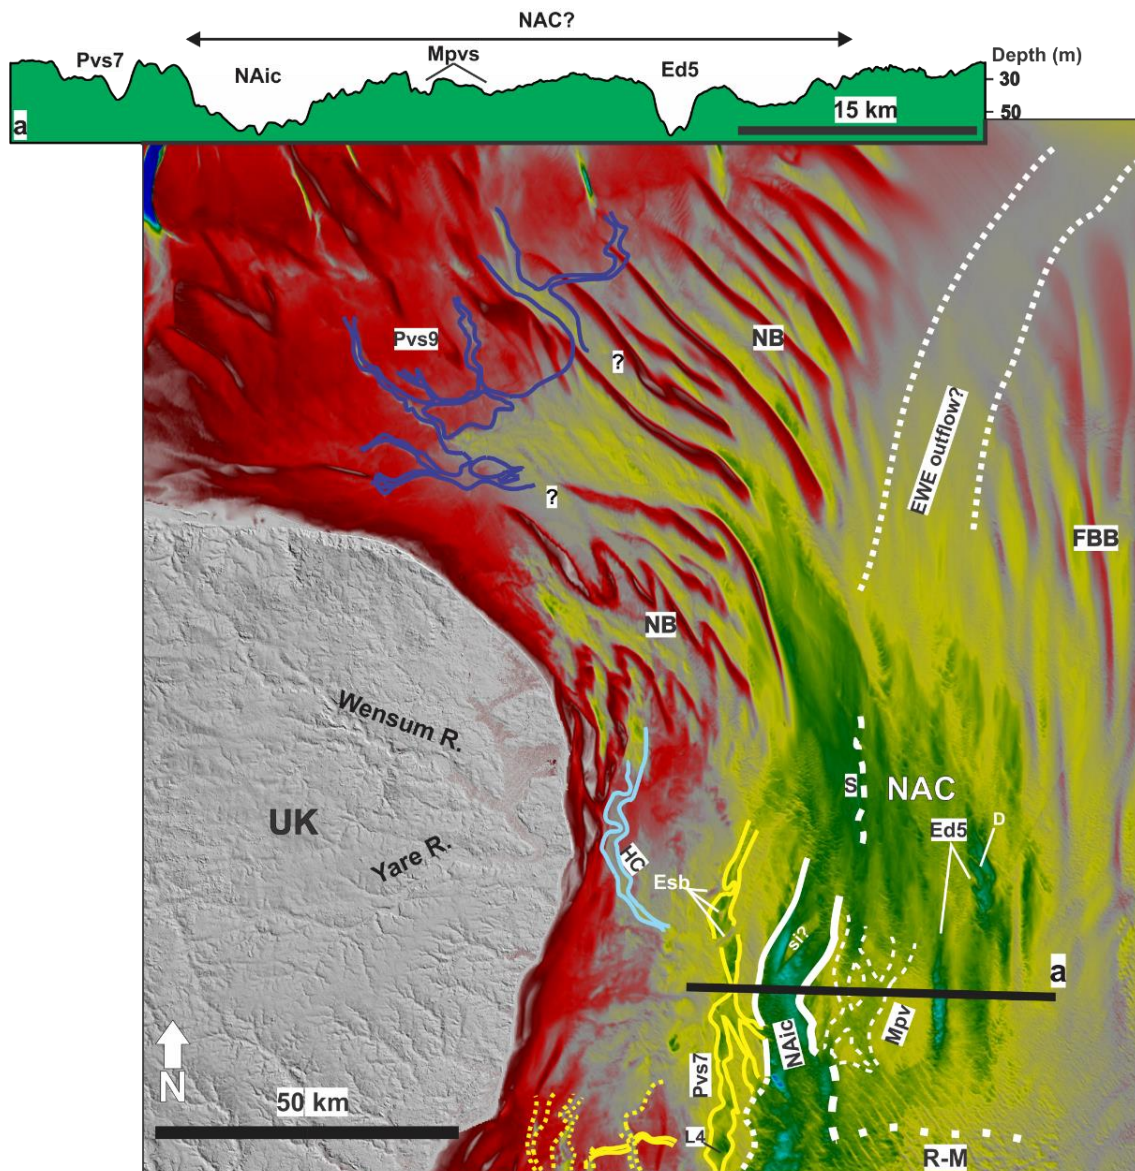 NAC?
Pvs7
NAic
Mpvs
Ed5
Depth (m)
30
50
15 km
a
NB
Pvs9
?
EWE outflow?
?
FBB
NB
Wensum R.
S
NAC
UK
Ed5
D
Yare R.
HC
Esb
si?
a
Mpv
NAic
Pvs7
N
50 km
L4
R-M